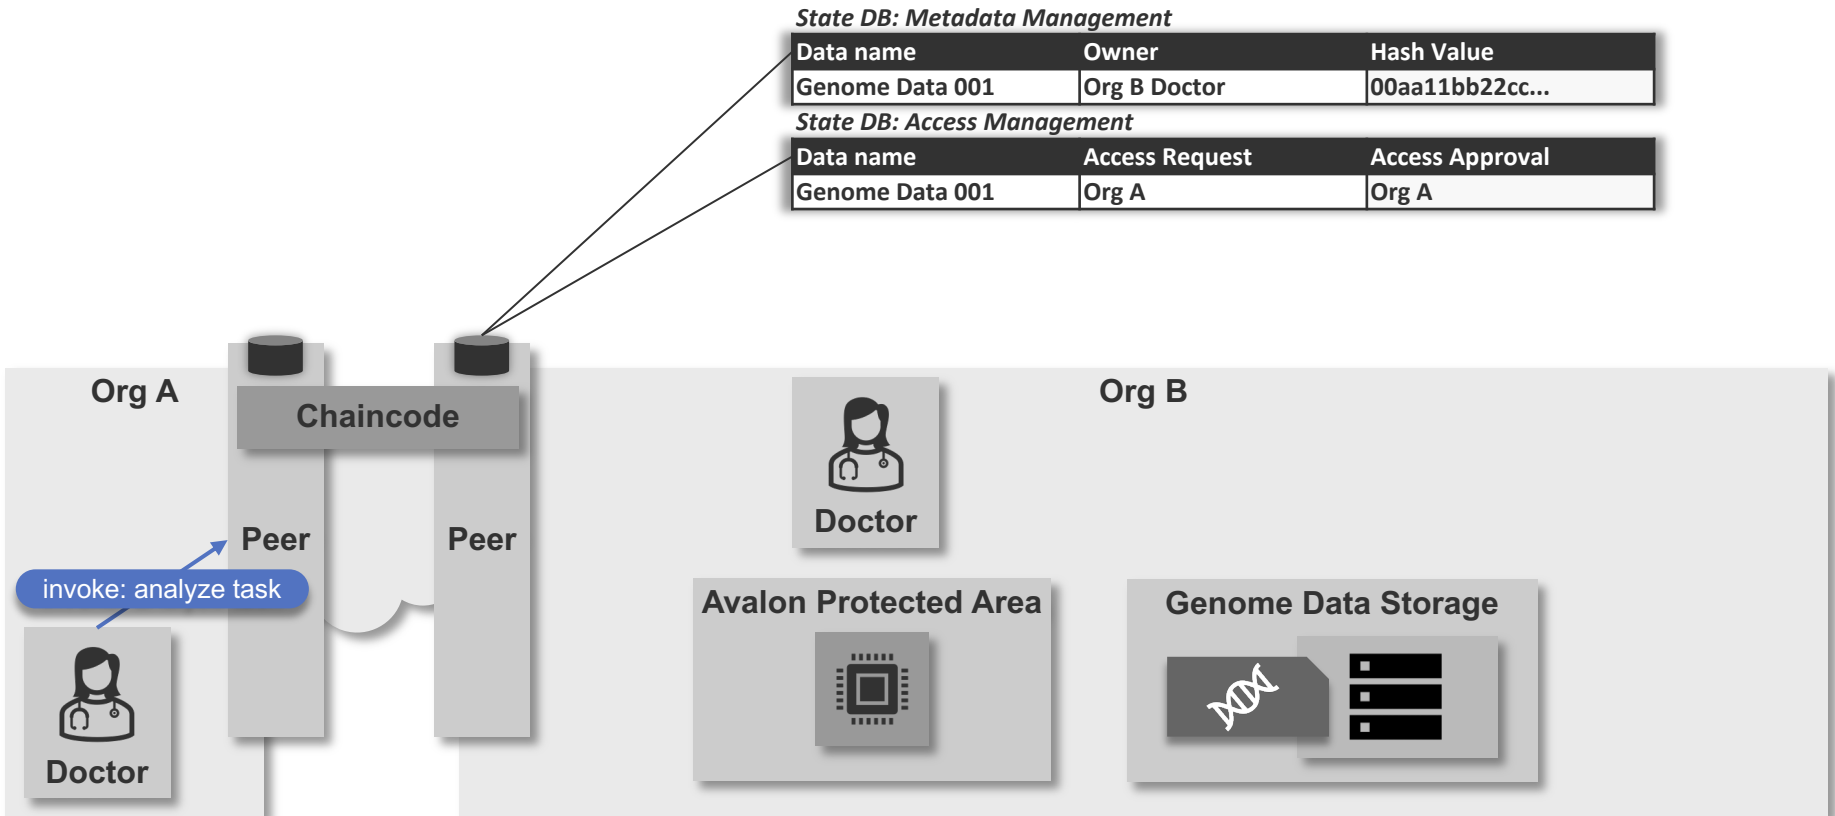 State DB: Metadata Management
Data name Owner Hash Value
Genome Data 001 Org B Doctor 00aa11bb22cc...
State DB: Access Management
Data name Access Request Access Approval
Genome Data 001 Org A Org A
Org A
Chaincode
Org B
Doctor
Peer
Peer
invoke: analyze task
Avalon Protected Area
Genome Data Storage
Doctor